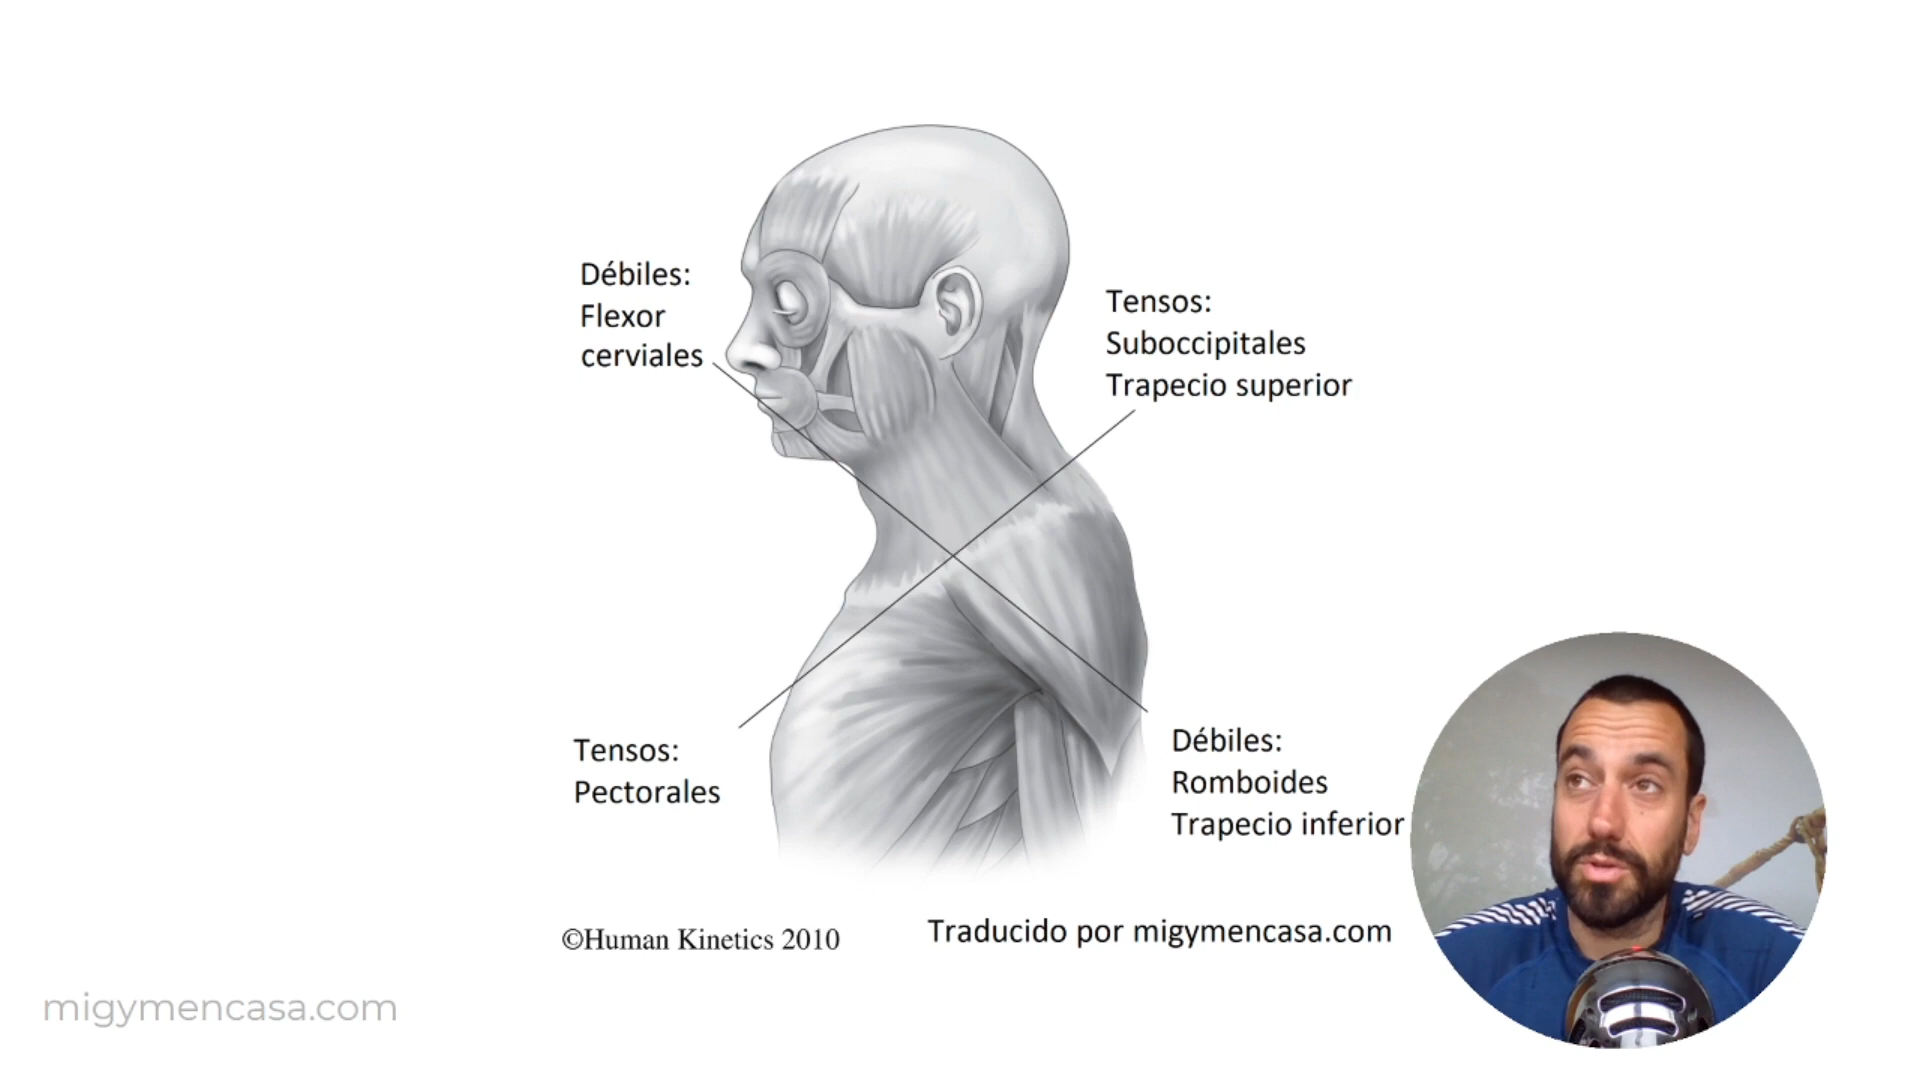 Débiles:
Flexor
cerviales
Tensos:
Suboccipitales
Trapecio superior
Tensos:
Pectorales
Débiles:
Romboides
Trapecio inferior
©Human Kinetics 2010
Traducido por migymencasa.com
migymencasa.com